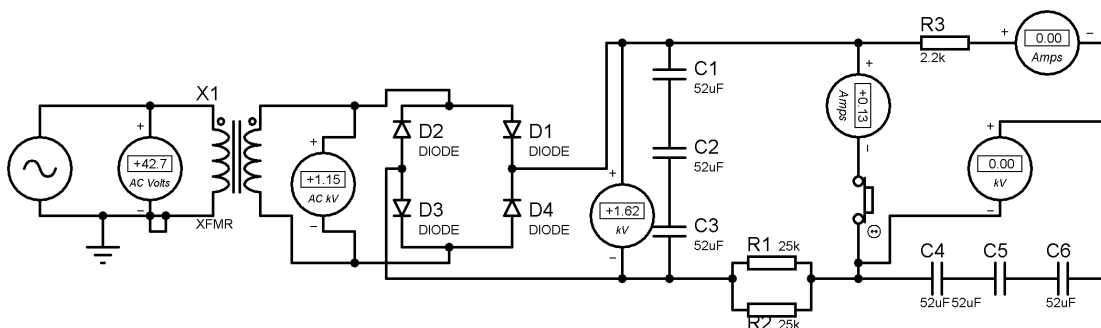 X1
XFMR
+
+42.7
AC Volts
−
+
+1.15
AC kV
−
D2
DIODE
D1
DIODE
D3
DIODE
D4
DIODE
+
+1.62
kV
−
C1
52uF
C2
52uF
C3
52uF
R1 25k
R2 25k
+
+0.13
Amps
−
R3
2.2k
+
0.00
Amps
−
+
0.00
kV
−
C4
52uF
C5
52uF
C6
52uF